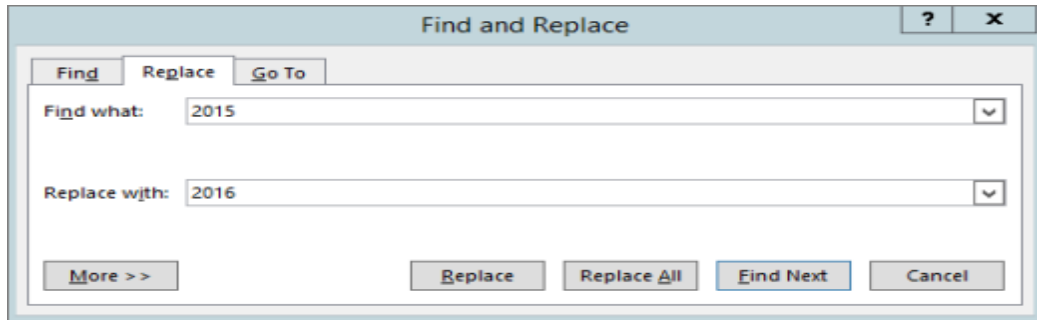 Find and Replace ? x
Find Replace Go To
Find what: 2015
Replace with: 2016
More >> Replace Replace All Find Next Cancel